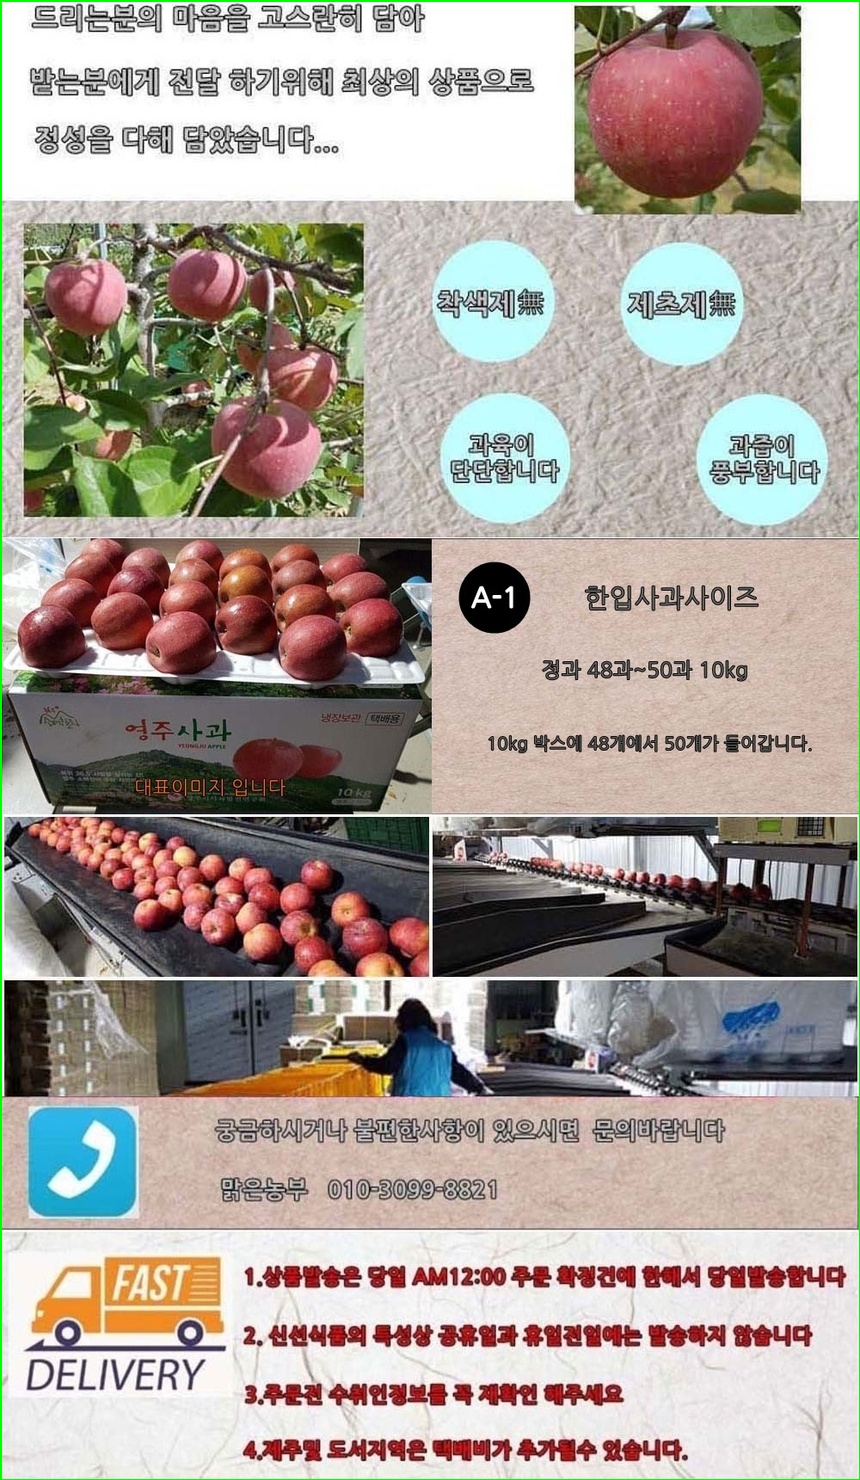 드리는분의 마음을 고스란히 담아
받는분에게 전달 하기위해 최상의 상품으로
정성을 다해 담았습니다...
착색제無
제초제無
과육이
단단합니다
과즙이
풍부합니다
A-1
한입사과사이즈
정과 48과~50과 10kg
10kg 박스에 48개에서 50개가 들어갑니다.
영주사과
YEONGJU APPLE
냉장보관 택배용
대표이미지 입니다
10 kg
궁금하시거나 불편한사항이 있으시면 문의바랍니다
맑은농부 010-3099-8821
FAST
DELIVERY
1.상품발송은 당일 AM12:00 주문 확정건에 한해서 당일발송합니다
2. 신선식품의 특성상 공휴일과 휴일전일에는 발송하지 않습니다
3.주문전 수취인정보를 꼭 재확인 해주세요
4.제주및 도서지역은 택배비가 추가될수 있습니다.